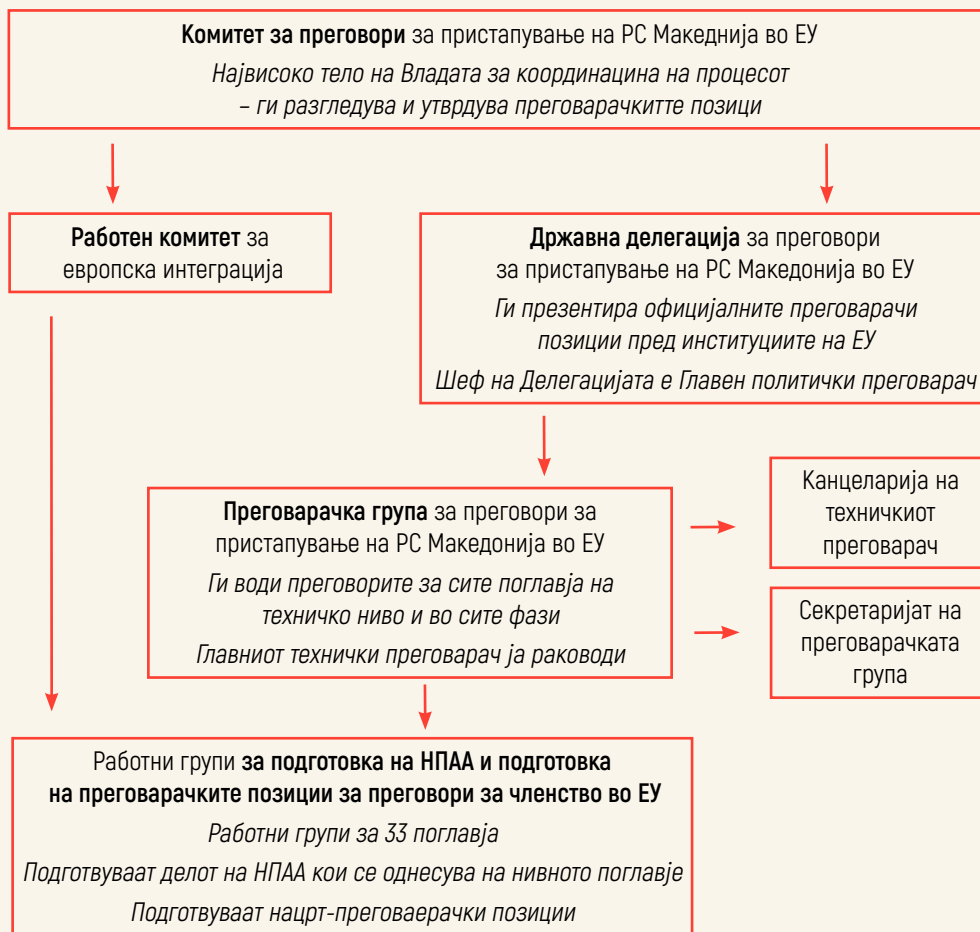 Комитет за преговори за пристапување на РС Македнија во ЕУ
Највисоко тело на Владата за координацина на процесот
– ги разгледува и утврдува преговарачкитте позици
Работен комитет за
европска интеграција
Државна делегација за преговори
за пристапување на РС Македонија во ЕУ
Ги презентира официјалните преговарачи
позиции пред институциите на ЕУ
Шеф на Делегацијата е Главен политички преговарач
Преговарачка група за преговори за
пристапување на РС Македонија во ЕУ
Ги води преговорите за сите поглавја на
техничко ниво и во сите фази
Главниот технички преговарач ја раководи
Канцеларија на
техничкиот
преговарач
Секретаријат на
преговарачката
група
Работни групи за подготовка на НПАА и подготовка
на преговарачките позиции за преговори за членство во ЕУ
Работни групи за 33 поглавја
Подготвуваат делот на НПАА кои се однесува на нивното поглавје
Подготвуваат нацрт-преговаерачки позиции